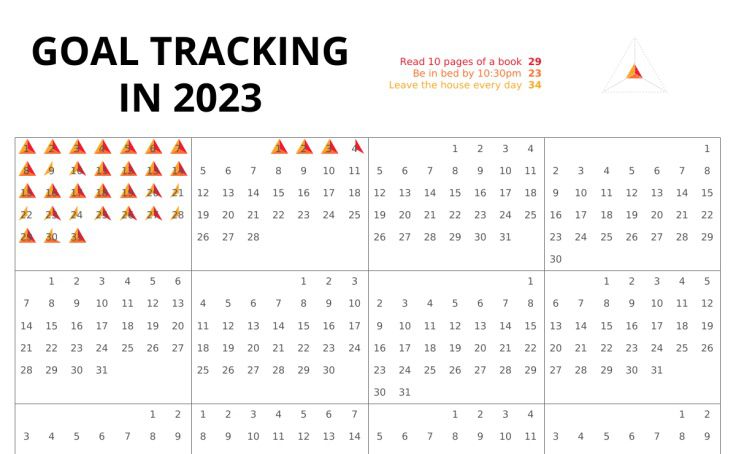 GOAL TRACKING
IN 2023
Read 10 pages of a book 29
Be in bed by 10:30pm 23
Leave the house every day 34
1 2 3 4 5 6 7
8 9 10 11 12 13 14
15 16 17 18 19 20 21
22 23 24 25 26 27 28
29 30 31
1 2 3 4
5 6 7 8 9 10 11
12 13 14 15 16 17 18
19 20 21 22 23 24 25
26 27 28
1 2 3 4
5 6 7 8 9 10 11
12 13 14 15 16 17 18
19 20 21 22 23 24 25
26 27 28 29 30 31
1
2 3 4 5 6 7 8
9 10 11 12 13 14 15
16 17 18 19 20 21 22
23 24 25 26 27 28 29
30
1 2 3 4 5 6
7 8 9 10 11 12 13
14 15 16 17 18 19 20
21 22 23 24 25 26 27
28 29 30 31
1 2 3
4 5 6 7 8 9 10
11 12 13 14 15 16 17
18 19 20 21 22 23 24
25 26 27 28 29 30
1
2 3 4 5 6 7 8
9 10 11 12 13 14 15
16 17 18 19 20 21 22
23 24 25 26 27 28 29
30 31
1 2 3 4 5
6 7 8 9 10 11 12
13 14 15 16 17 18 19
20 21 22 23 24 25 26
27 28 29 30 31
1 2
3 4 5 6 7 8 9
1 2 3 4 5 6 7
8 9 10 11 12 13 14
1 2 3 4
5 6 7 8 9 10 11
1 2
3 4 5 6 7 8 9